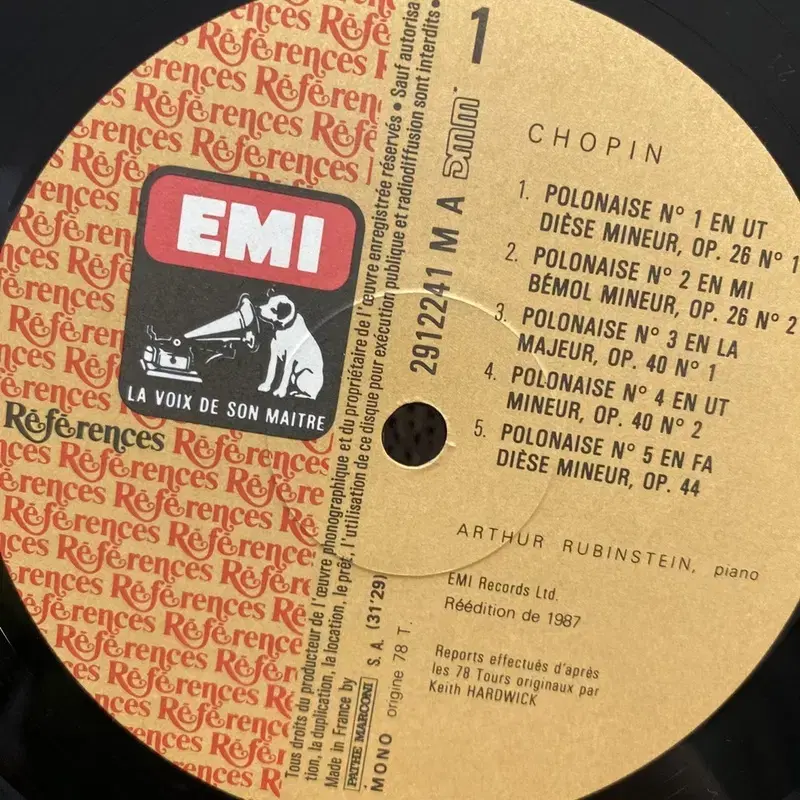 EMI
LA VOIX DE SON MAITRE
Références
1
DMM
2912241 M A
CHOPIN
1. POLONAISE N° 1 EN UT
DIÈSE MINEUR, OP. 26 N° 1
2. POLONAISE N° 2 EN MI
BÉMOL MINEUR, OP. 26 N° 2
3. POLONAISE N° 3 EN LA
MAJEUR, OP. 40 N° 1
4. POLONAISE N° 4 EN UT
MINEUR, OP. 40 N° 2
5. POLONAISE N° 5 EN FA
DIÈSE MINEUR, OP. 44
ARTHUR RUBINSTEIN, piano
EMI Records Ltd.
Réédition de 1987
Reports effectués d'après
les 78 Tours originaux par
Keith HARDWICK
Tous droits du producteur de l'œuvre phonographique et du propriétaire de l'œuvre enregistrée réservés • Sauf autorisa
tion, la duplication, la location, le prêt, l'utilisation de ce disque pour exécution publique et radiodiffusion sont interdits •
Made in France by PATHE MARCONI S.A. (31'29)
MONO origine 78 T.